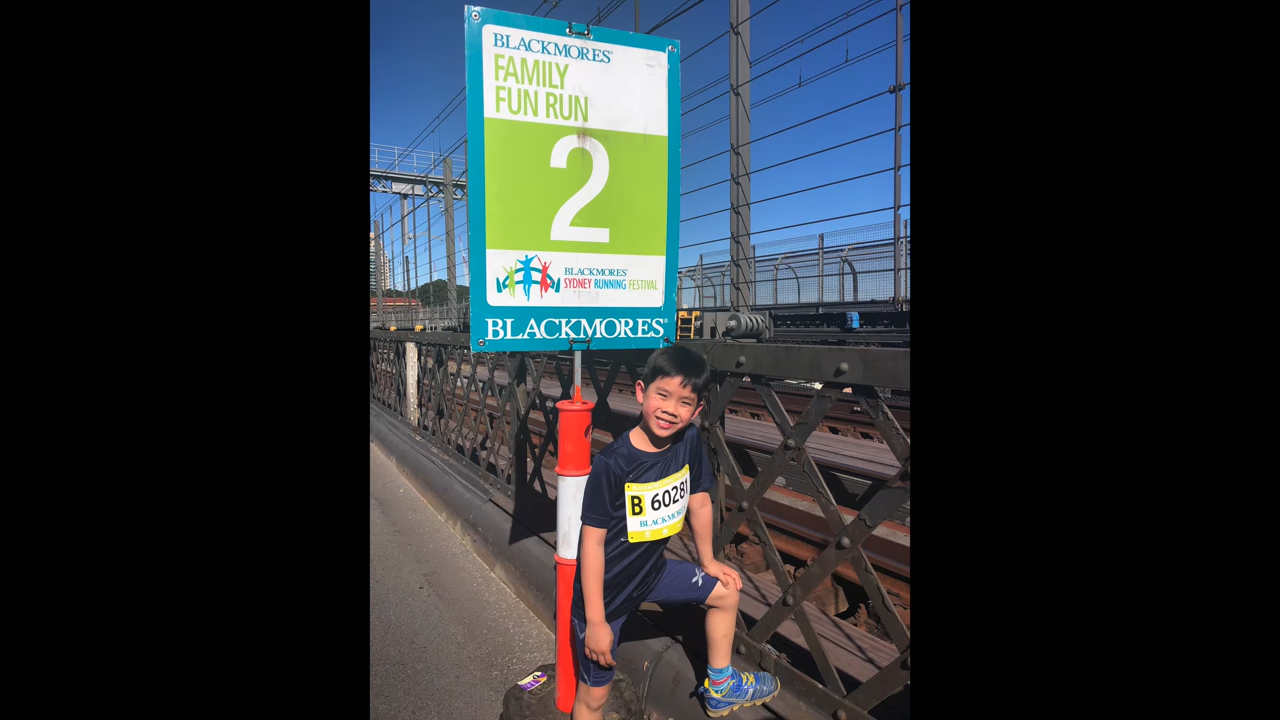 BLACKMORES®
FAMILY
FUN RUN
2
BLACKMORES®
SYDNEY RUNNING FESTIVAL
BLACKMORES®
B 60281
BLACKMORES